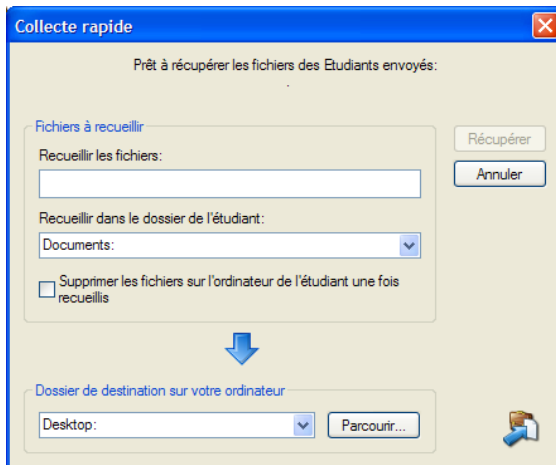 Collecte rapide
Prêt à récupérer les fichiers des Etudiants envoyés:
.
Fichiers à recueillir
Recueillir les fichiers:
Récupérer
Annuler
Recueillir dans le dossier de l'étudiant:
Documents:
Supprimer les fichiers sur l'ordinateur de l'étudiant une fois
recueillis
Dossier de destination sur votre ordinateur
Desktop:
Parcourir...